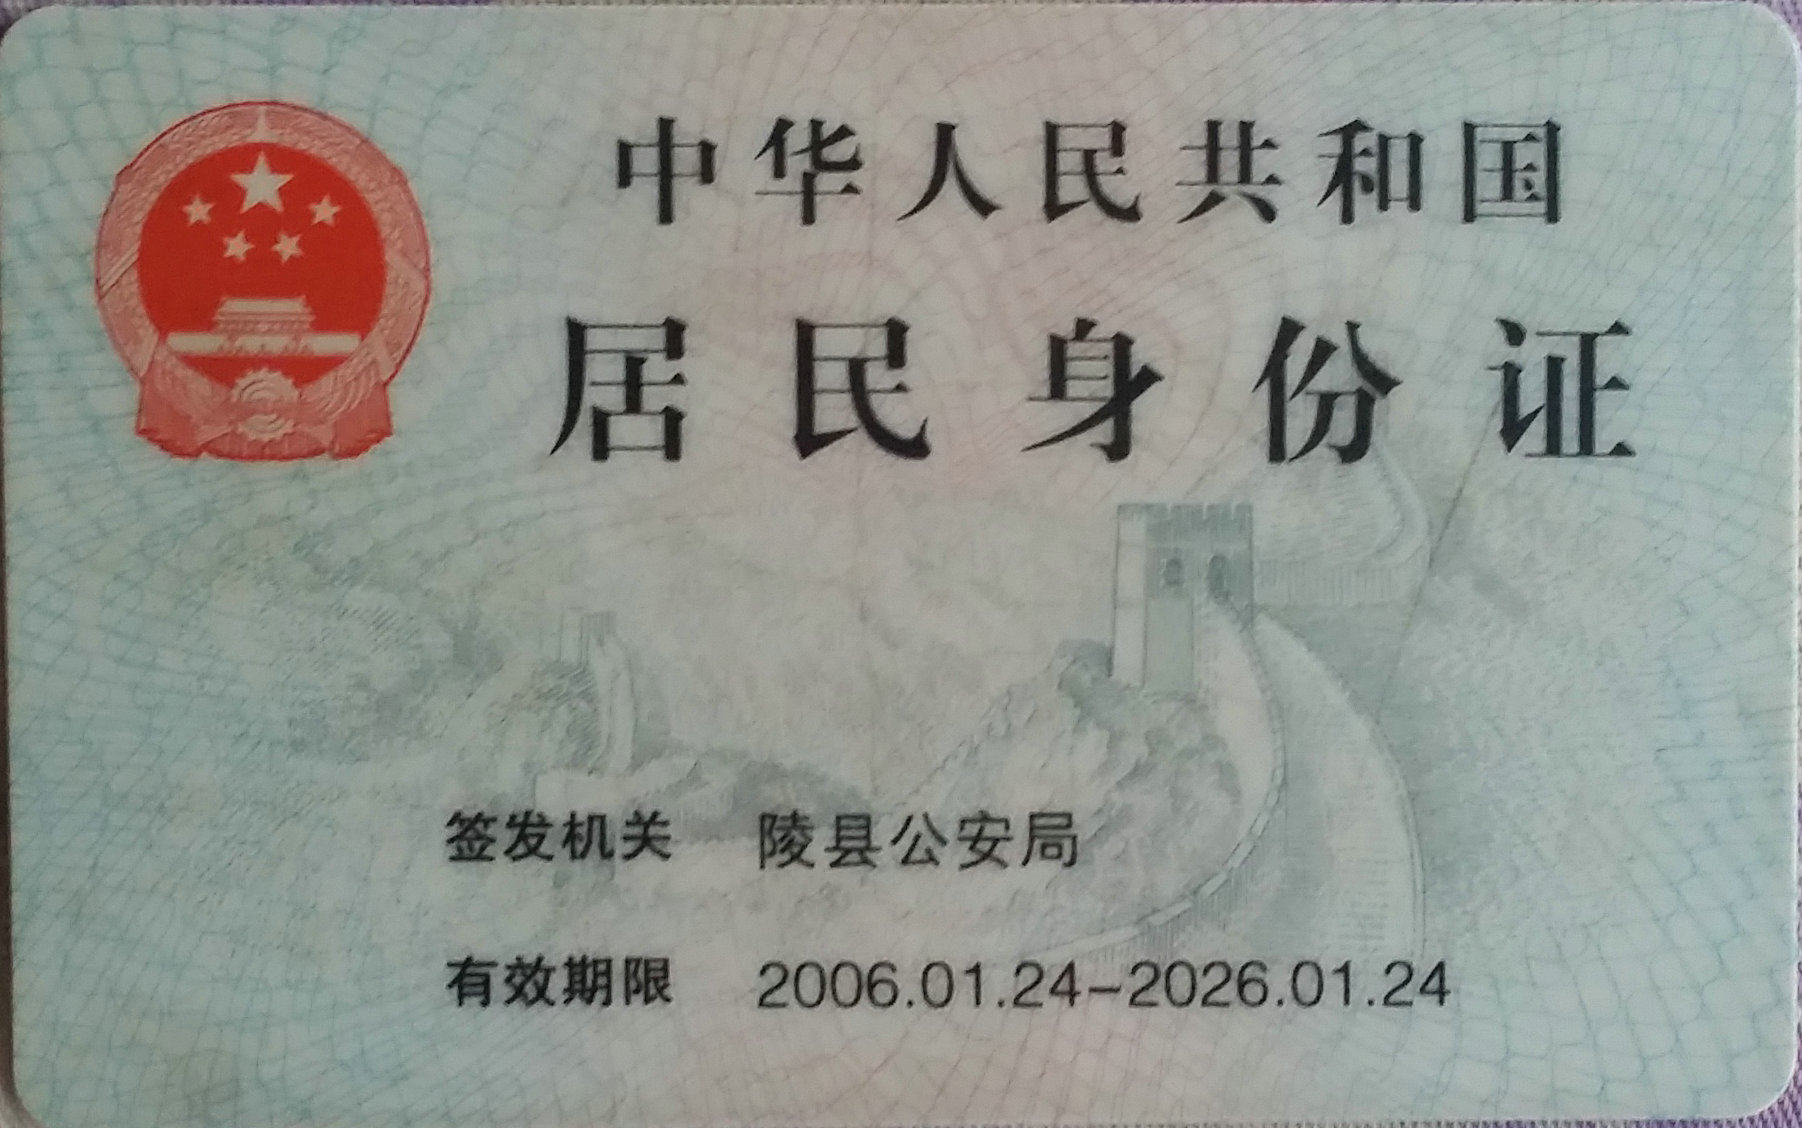 中华人民共和国
居民身份证
签发机关 陵县公安局
有效期限 2006.01.24-2026.01.24